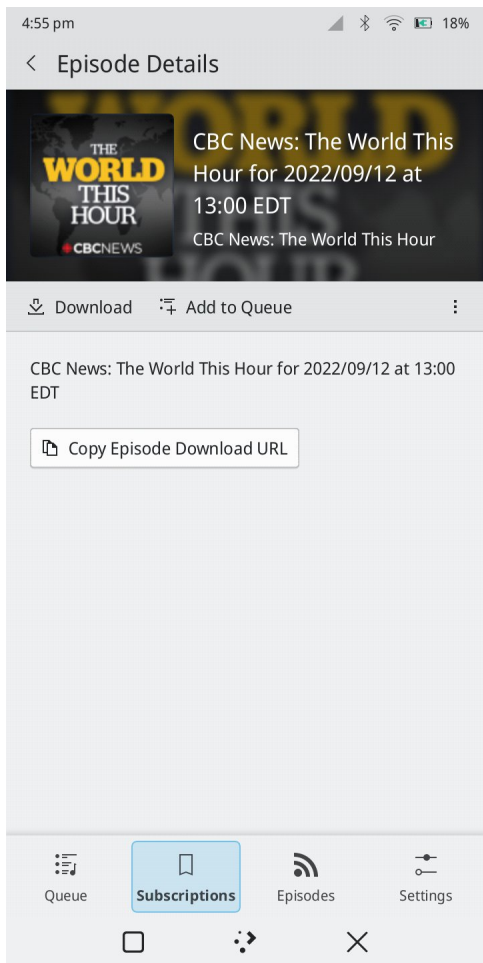 4:55 pm
18%
Episode Details
THE
WORLD
THIS
HOUR
CBCNEWS
CBC News: The World This
Hour for 2022/09/12 at
13:00 EDT
CBC News: The World This Hour
Download
Add to Queue
CBC News: The World This Hour for 2022/09/12 at 13:00
EDT
Copy Episode Download URL
Queue
Subscriptions
Episodes
Settings